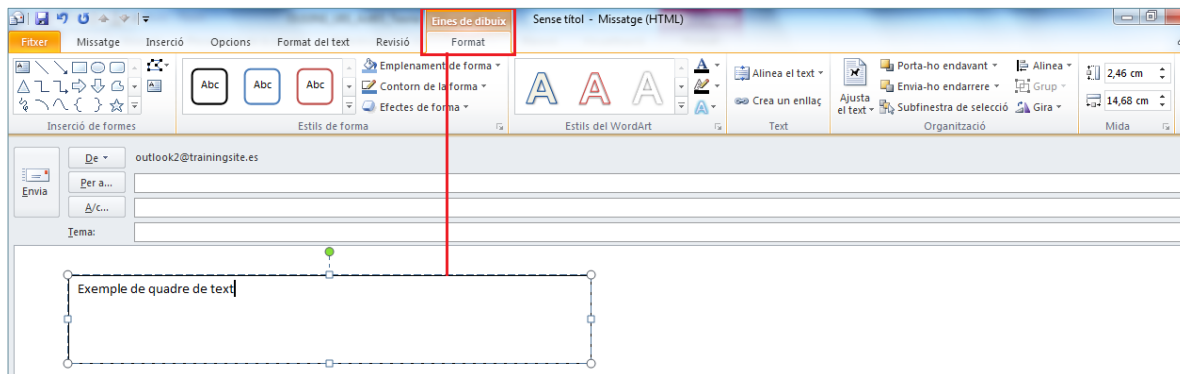 Eines de dibuix
Sense títol - Missatge (HTML)
Fitxer Missatge Inserció Opcions Format del text Revisió Format
Abc Abc Abc
Emplenament de forma
Contorn de la forma
Efectes de forma
A A A
A
A
Alinea el text
Crea un enllaç
Ajusta
el text
Porta-ho endavant
Envia-ho endarrere
Subfinestra de selecció
Alinea
Grup
Gira
2,46 cm
14,68 cm
Inserció de formes Estils de forma Estils del WordArt Text Organització Mida
Envia
De outlook2@trainingsite.es
Per a...
A/c...
Tema:
Exemple de quadre de text